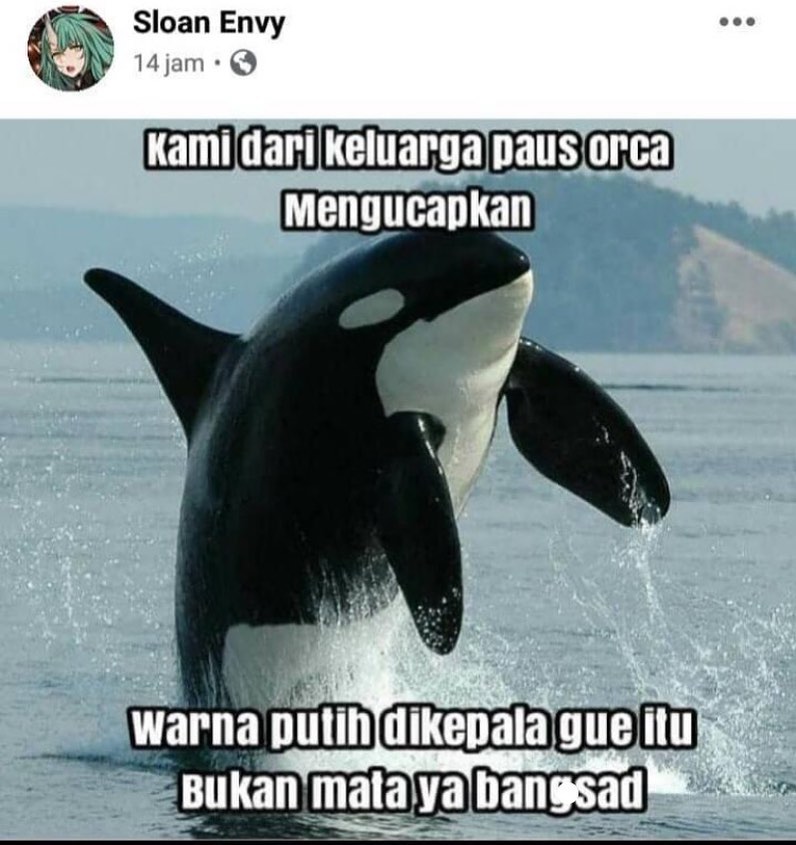 Sloan Envy
14 jam ·
Kami dari keluarga paus orca
Mengucapkan
Warna putih dikepala gue itu
Bukan mata ya bangsad